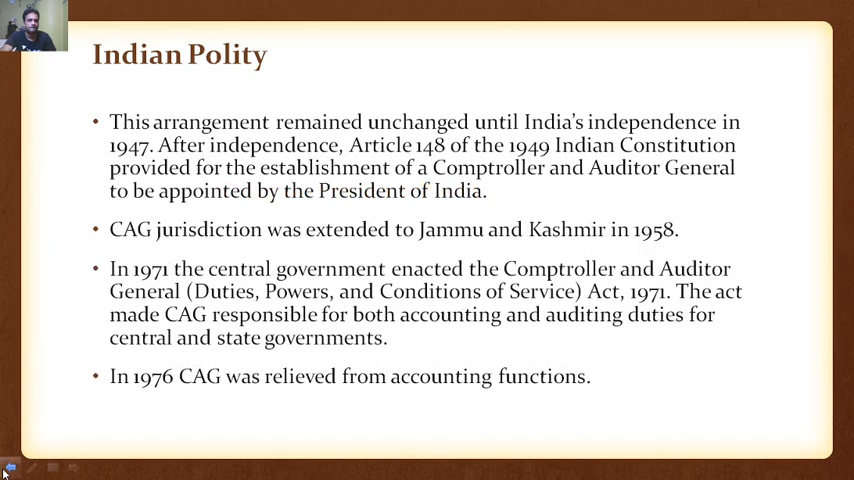 Indian Polity
• This arrangement remained unchanged until India's independence in
1947. After independence, Article 148 of the 1949 Indian Constitution
provided for the establishment of a Comptroller and Auditor General
to be appointed by the President of India.
• CAG jurisdiction was extended to Jammu and Kashmir in 1958.
• In 1971 the central government enacted the Comptroller and Auditor
General (Duties, Powers, and Conditions of Service) Act, 1971. The act
made CAG responsible for both accounting and auditing duties for
central and state governments.
• In 1976 CAG was relieved from accounting functions.